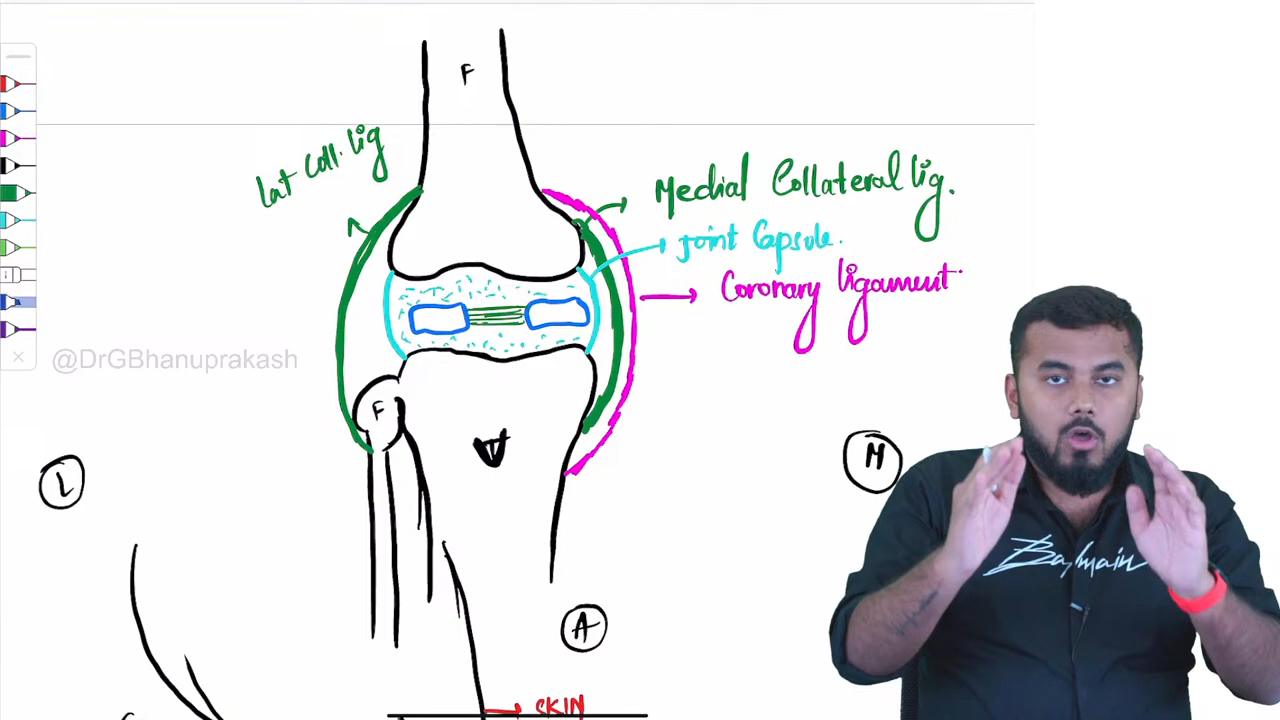 F
Lat Coll. lig
Medial Collateral lig.
Joint Capsule.
Coronary ligament
@DrGBhanuprakash
F
T
L
M
Balmain
A
SKIN